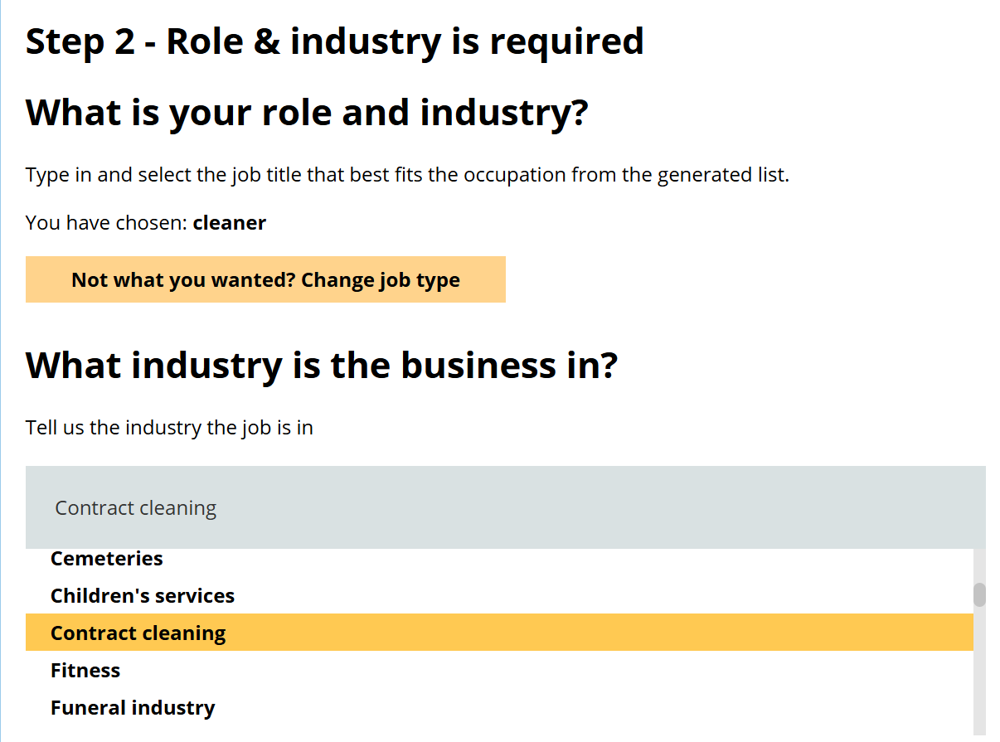 Step 2 - Role & industry is required
What is your role and industry?
Type in and select the job title that best fits the occupation from the generated list.
You have chosen: cleaner
Not what you wanted? Change job type
What industry is the business in?
Tell us the industry the job is in
Contract cleaning
Cemeteries
Children's services
Contract cleaning
Fitness
Funeral industry